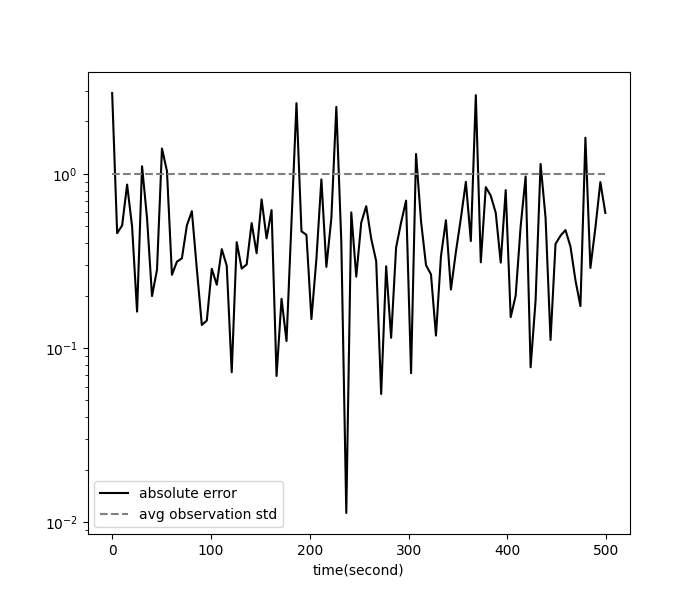 10⁰
10⁻¹
10⁻²
absolute error
avg observation std
0 100 200 300 400 500
time(second)